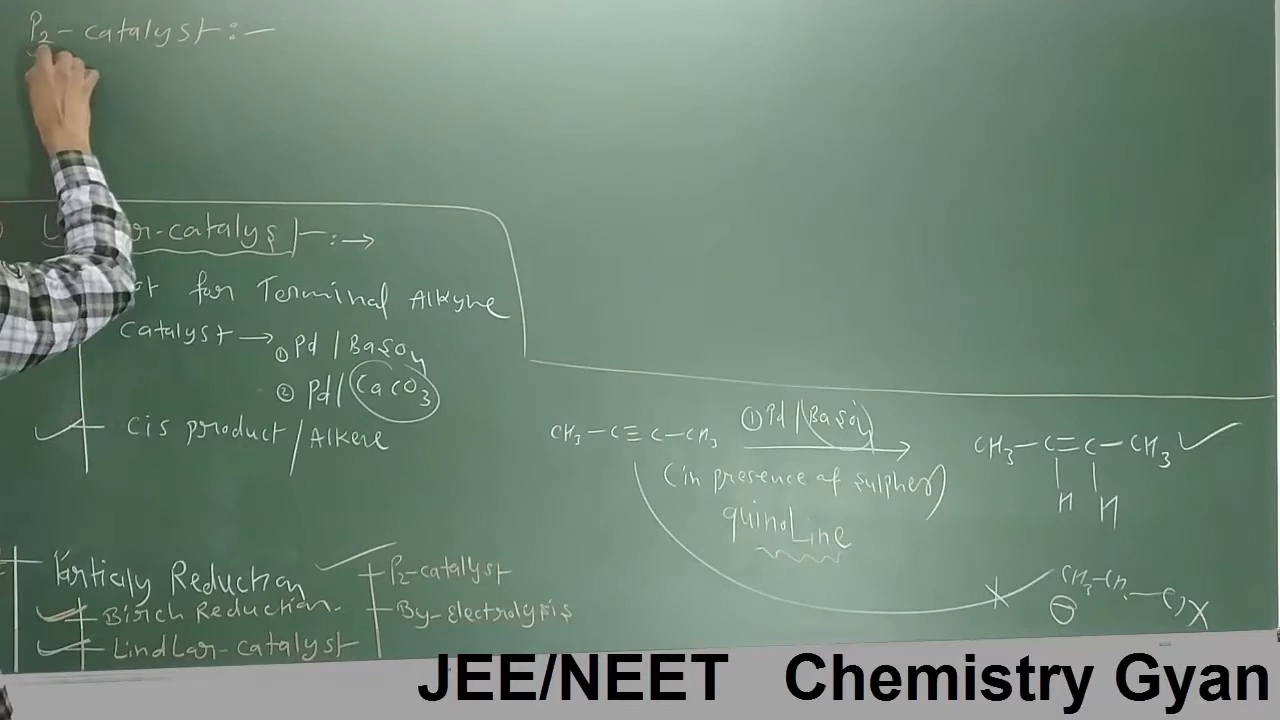 P2 - catalyst :-
r-catalyst -:→
for Terminal Alkyne
catalyst → ① Pd / BaSO4
② Pd / CaCO3
cis product / Alkene
CH3 - C ≡ C - CH3
① Pd / BaSO4
(in presence of sulpher)
quinoLine
CH3 - C = C - CH3
H H
Partialy Reduction
Birch Reduction.
Lindlar-catalyst
P2-catalyst
By-electrolysis
JEE/NEET Chemistry Gyan